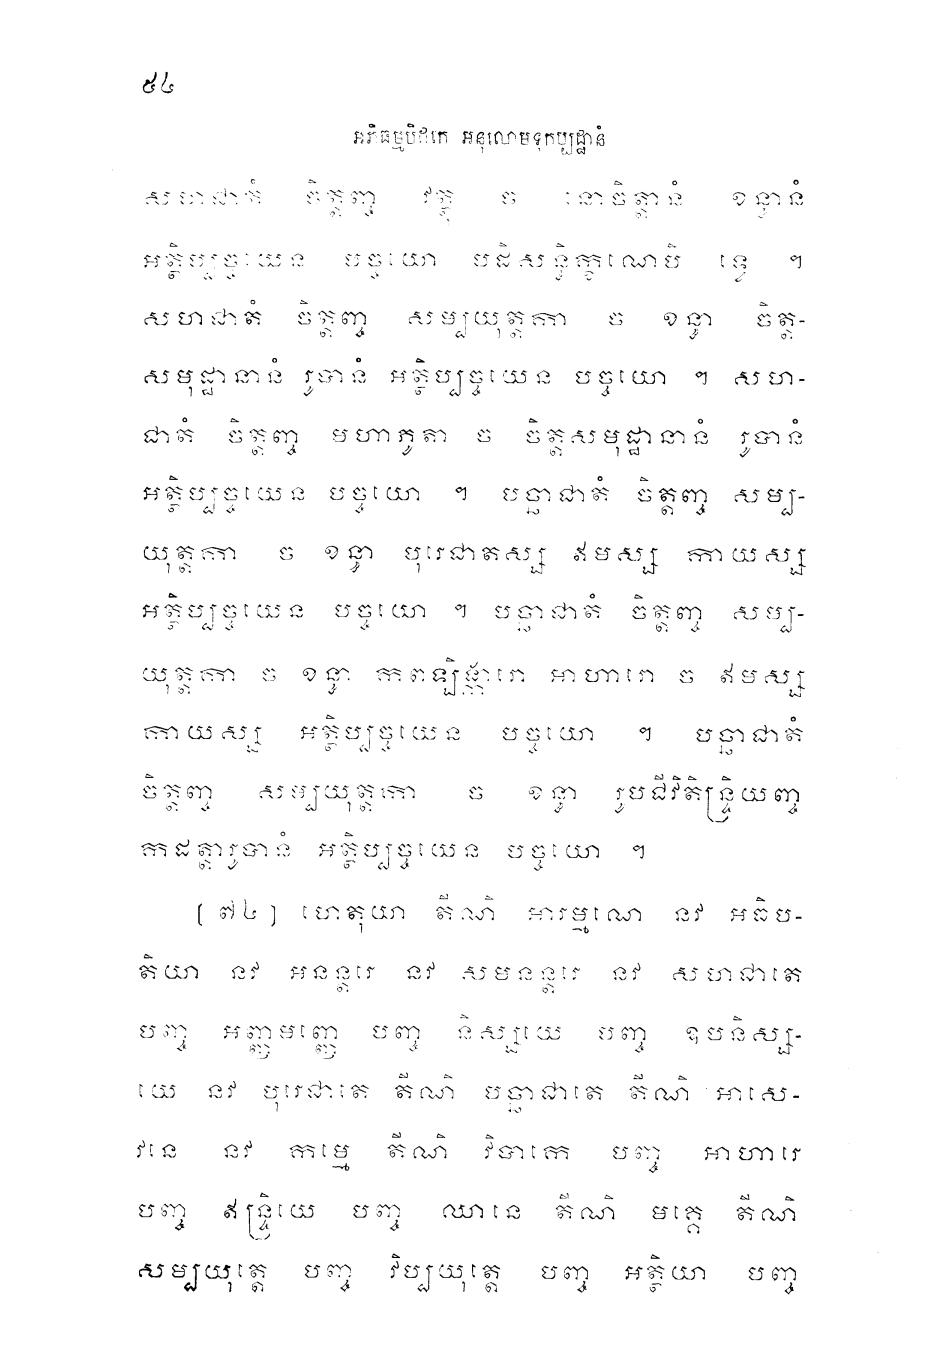 ៥៤
អភិធម្មបិដកេ អនុលោមទុកប្បដ្ឋានំ
សហជាតំ ចិត្តញ្ច វត្ថុ ច នោចិត្តានំ ខន្ធានំ
អត្ថិប្បច្ចយេន បច្ចយោ បដិសន្ធិក្ខណេបិ ទ្វេ ។
សហជាតំ ចិត្តញ្ច សម្បយុត្តកា ច ខន្ធា ចិត្ត-
សមុដ្ឋានានំ រូបានំ អត្ថិប្បច្ចយេន បច្ចយោ ។ សហ-
ជាតំ ចិត្តញ្ច មហាភូតា ច ចិត្តសមុដ្ឋានានំ រូបានំ
អត្ថិប្បច្ចយេន បច្ចយោ ។ បច្ឆាជាតំ ចិត្តញ្ច សម្ប-
យុត្តកា ច ខន្ធា បុរេជាតស្ស ឥមស្ស កាយស្ស
អត្ថិប្បច្ចយេន បច្ចយោ ។ បច្ឆាជាតំ ចិត្តញ្ច សម្ប-
យុត្តកា ច ខន្ធា កពឡិង្ការោ អាហារោ ច ឥមស្ស
កាយស្ស អត្ថិប្បច្ចយេន បច្ចយោ ។ បច្ឆាជាតំ
ចិត្តញ្ច សម្បយុត្តកា ច ខន្ធា រូបជីវិតិន្ទ្រិយញ្ច
កដត្តារូបានំ អត្ថិប្បច្ចយេន បច្ចយោ ។
[៧៤] ហេតុយា តីណិ អារម្មណេ នវ អធិប-
តិយា នវ អនន្តរេ នវ សមនន្តរេ នវ សហជាតេ
បញ្ច អញ្ញមញ្ញេ បញ្ច និស្សយេ បញ្ច ឧបនិស្ស-
យេ នវ បុរេជាតេ តីណិ បច្ឆាជាតេ តីណិ អាសេ-
វនេ នវ កម្មេ តីណិ វិបាកេ បញ្ច អាហារេ
បញ្ច ឥន្ទ្រិយេ បញ្ច ឈានេ តីណិ មគ្គេ តីណិ
សម្បយុត្តេ បញ្ច វិប្បយុត្តេ បញ្ច អត្ថិយា បញ្ច